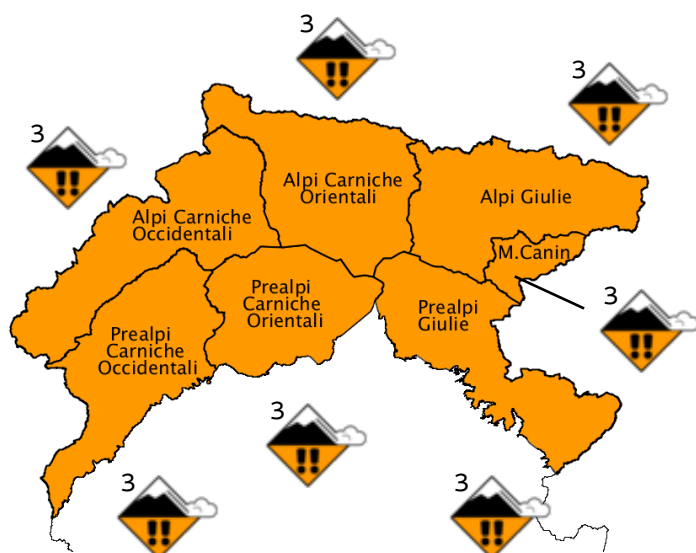 3
3
3
Alpi Carniche
Orientali
Alpi Giulie
Alpi Carniche
Occidentali
M.Canin
Prealpi
Carniche
Orientali
3
Prealpi
Giulie
Prealpi
Carniche
Occidentali
3
3
3